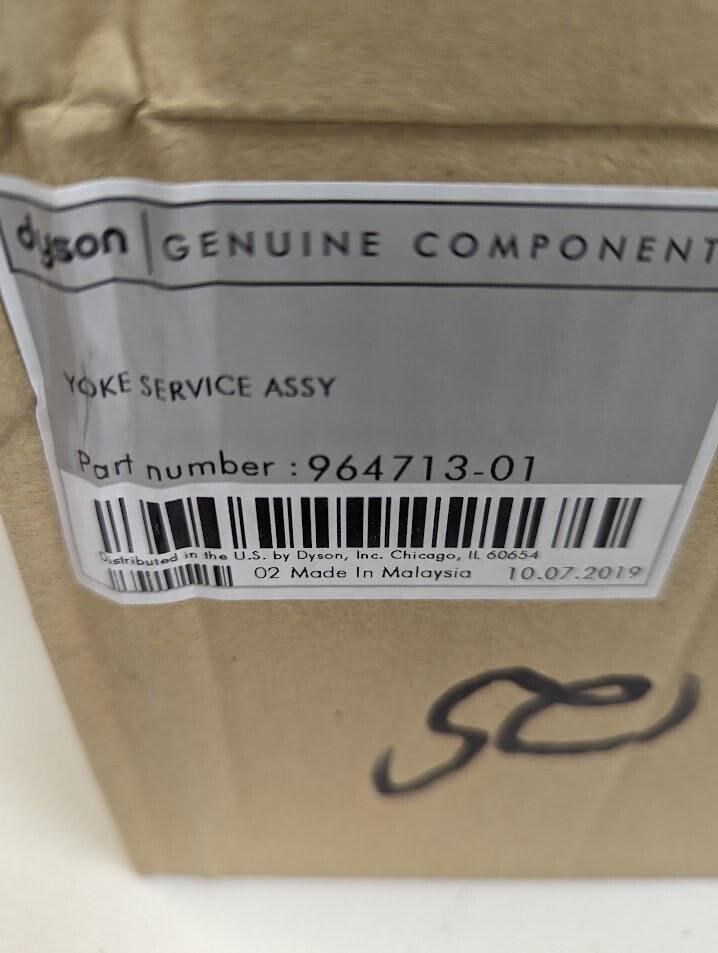 dyson | GENUINE COMPONENT
YOKE SERVICE ASSY
Part number : 964713-01
Distributed in the U.S. by Dyson, Inc. Chicago, IL 60654
02 Made In Malaysia 10.07.2019